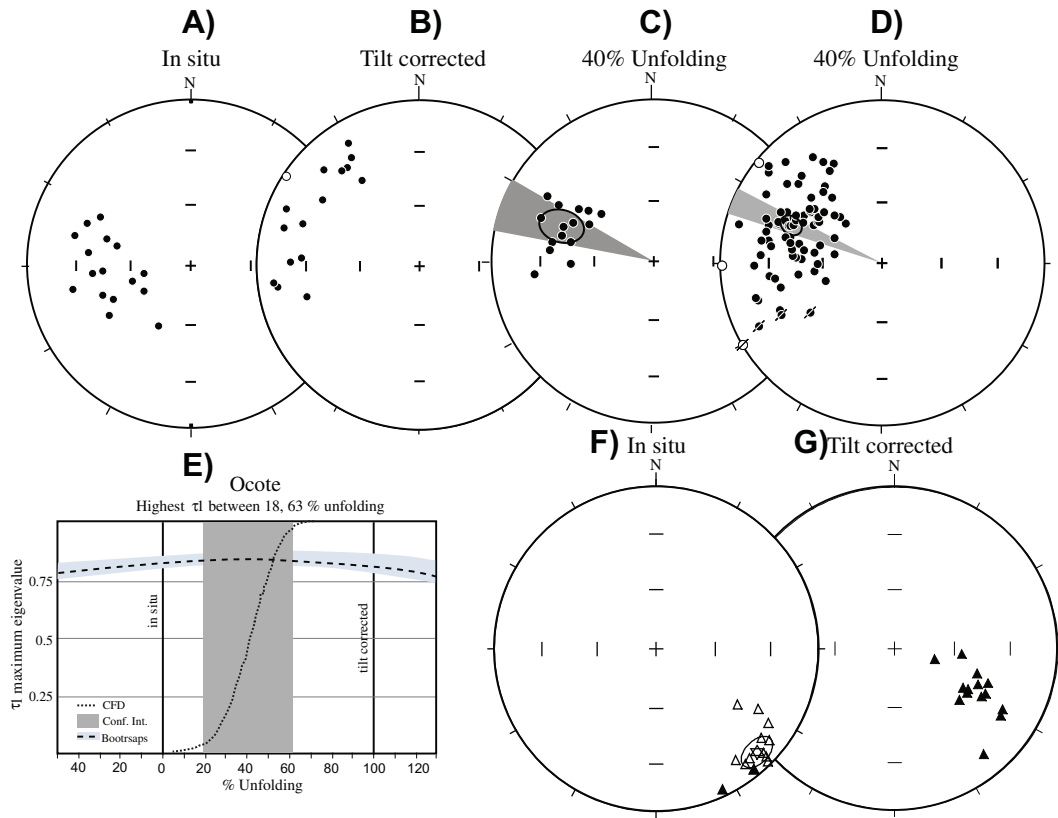 A)
In situ
N
B)
Tilt corrected
N
C)
40% Unfolding
N
D)
40% Unfolding
N
E)
Ocote
Highest τ1 between 18, 63 % unfolding
τ1 maximum eigenvalue
0.75
0.5
0.25
in situ
tilt corrected
CFD
Conf. Int.
Bootrsaps
40 20 0 20 40 60 80 100 120
% Unfolding
F) In situ
N
G) Tilt corrected
N